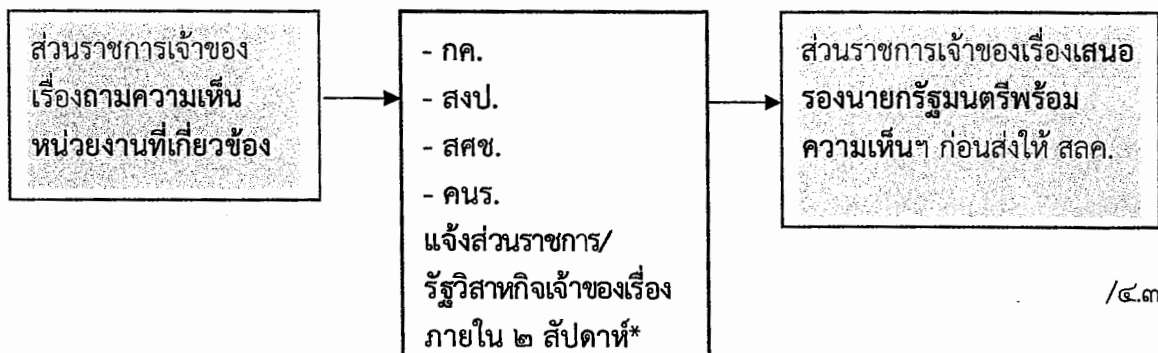 ส่วนราชการเจ้าของ
เรื่องถามความเห็น
หน่วยงานที่เกี่ยวข้อง
- กค.
- สงป.
- สศช.
- คนร.
แจ้งส่วนราชการ/
รัฐวิสาหกิจเจ้าของเรื่อง
ภายใน ๒ สัปดาห์*
ส่วนราชการเจ้าของเรื่องเสนอ
รองนายกรัฐมนตรีพร้อม
ความเห็นฯ ก่อนส่งให้ สลค.
/๔.๓